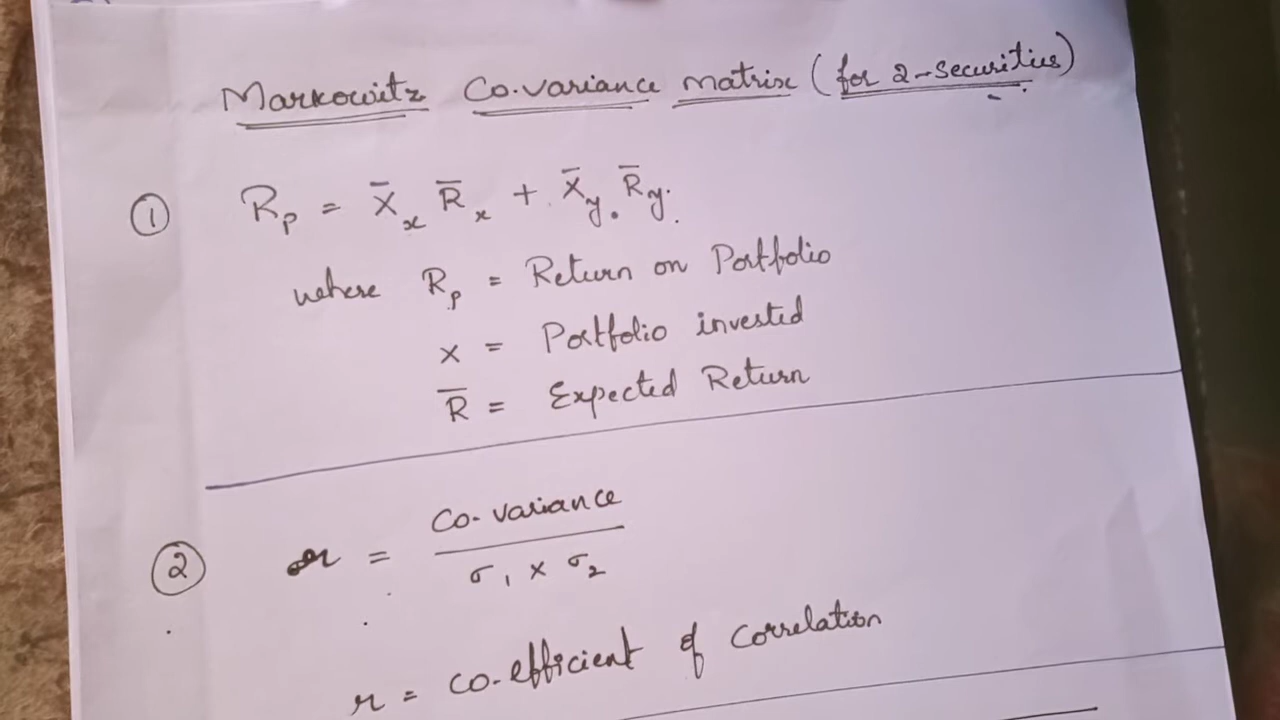 Markowitz Co.variance matrix (for 2-Securities)
① Rₚ = X̄ₓ R̄ₓ + X̄y. R̄y.
where Rₚ = Return on Portfolio
X = Portfolio invested
R̄ = Expected Return
② r = Co-variance / σ₁ × σ₂
r = co-efficient of Correlation